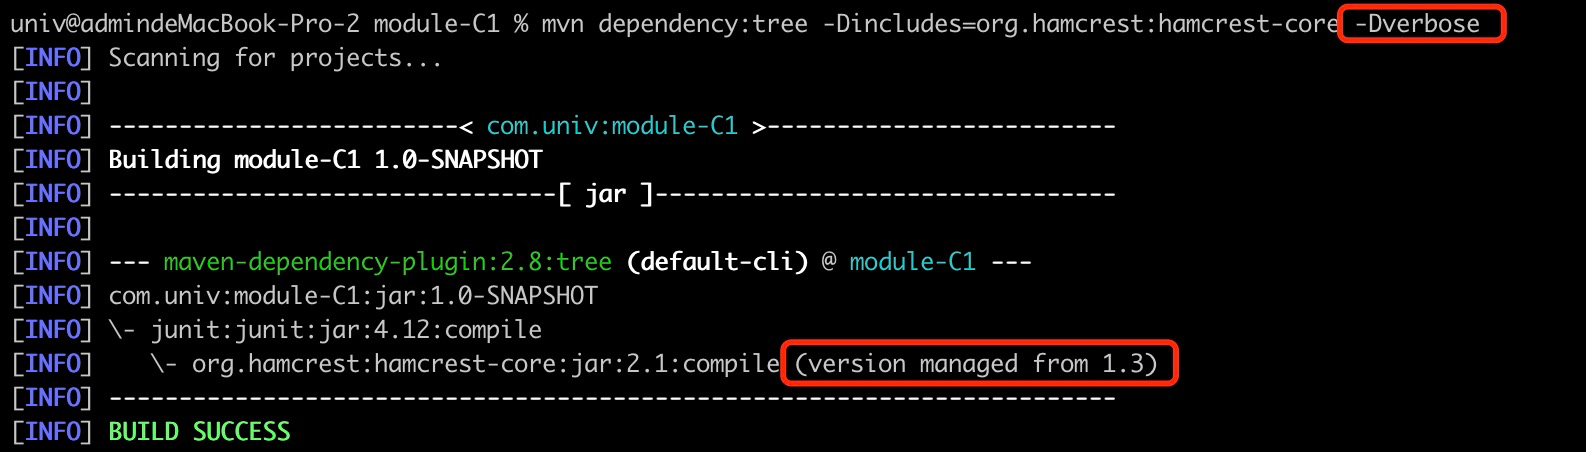 univ@admindeMacBook-Pro-2 module-C1 % mvn dependency:tree -Dincludes=org.hamcrest:hamcrest-core -Dverbose
[INFO] Scanning for projects...
[INFO]
[INFO] -------------------------< com.univ:module-C1 >--------------------------
[INFO] Building module-C1 1.0-SNAPSHOT
[INFO] --------------------------------[ jar ]---------------------------------
[INFO]
[INFO] --- maven-dependency-plugin:2.8:tree (default-cli) @ module-C1 ---
[INFO] com.univ:module-C1:jar:1.0-SNAPSHOT
[INFO] \- junit:junit:jar:4.12:compile
[INFO]    \- org.hamcrest:hamcrest-core:jar:2.1:compile (version managed from 1.3)
[INFO] ------------------------------------------------------------------------
[INFO] BUILD SUCCESS